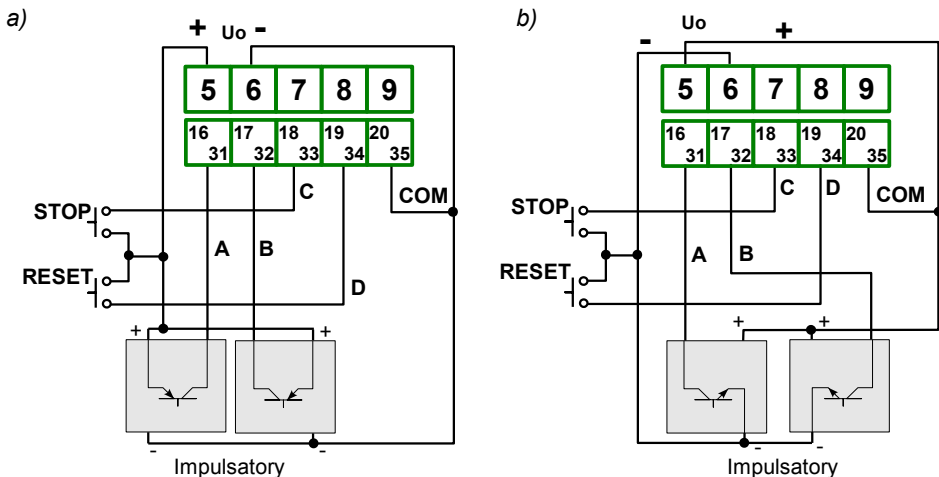 a)
+ Uo -
5 6 7 8 9
16 17 18 19 20
31 32 33 34 35
C
COM
STOP
A B
RESET
D
+ +
- -
Impulsatory
b)
Uo +
-
5 6 7 8 9
16 17 18 19 20
31 32 33 34 35
C D
COM
STOP
A B
RESET
+ +
- -
Impulsatory